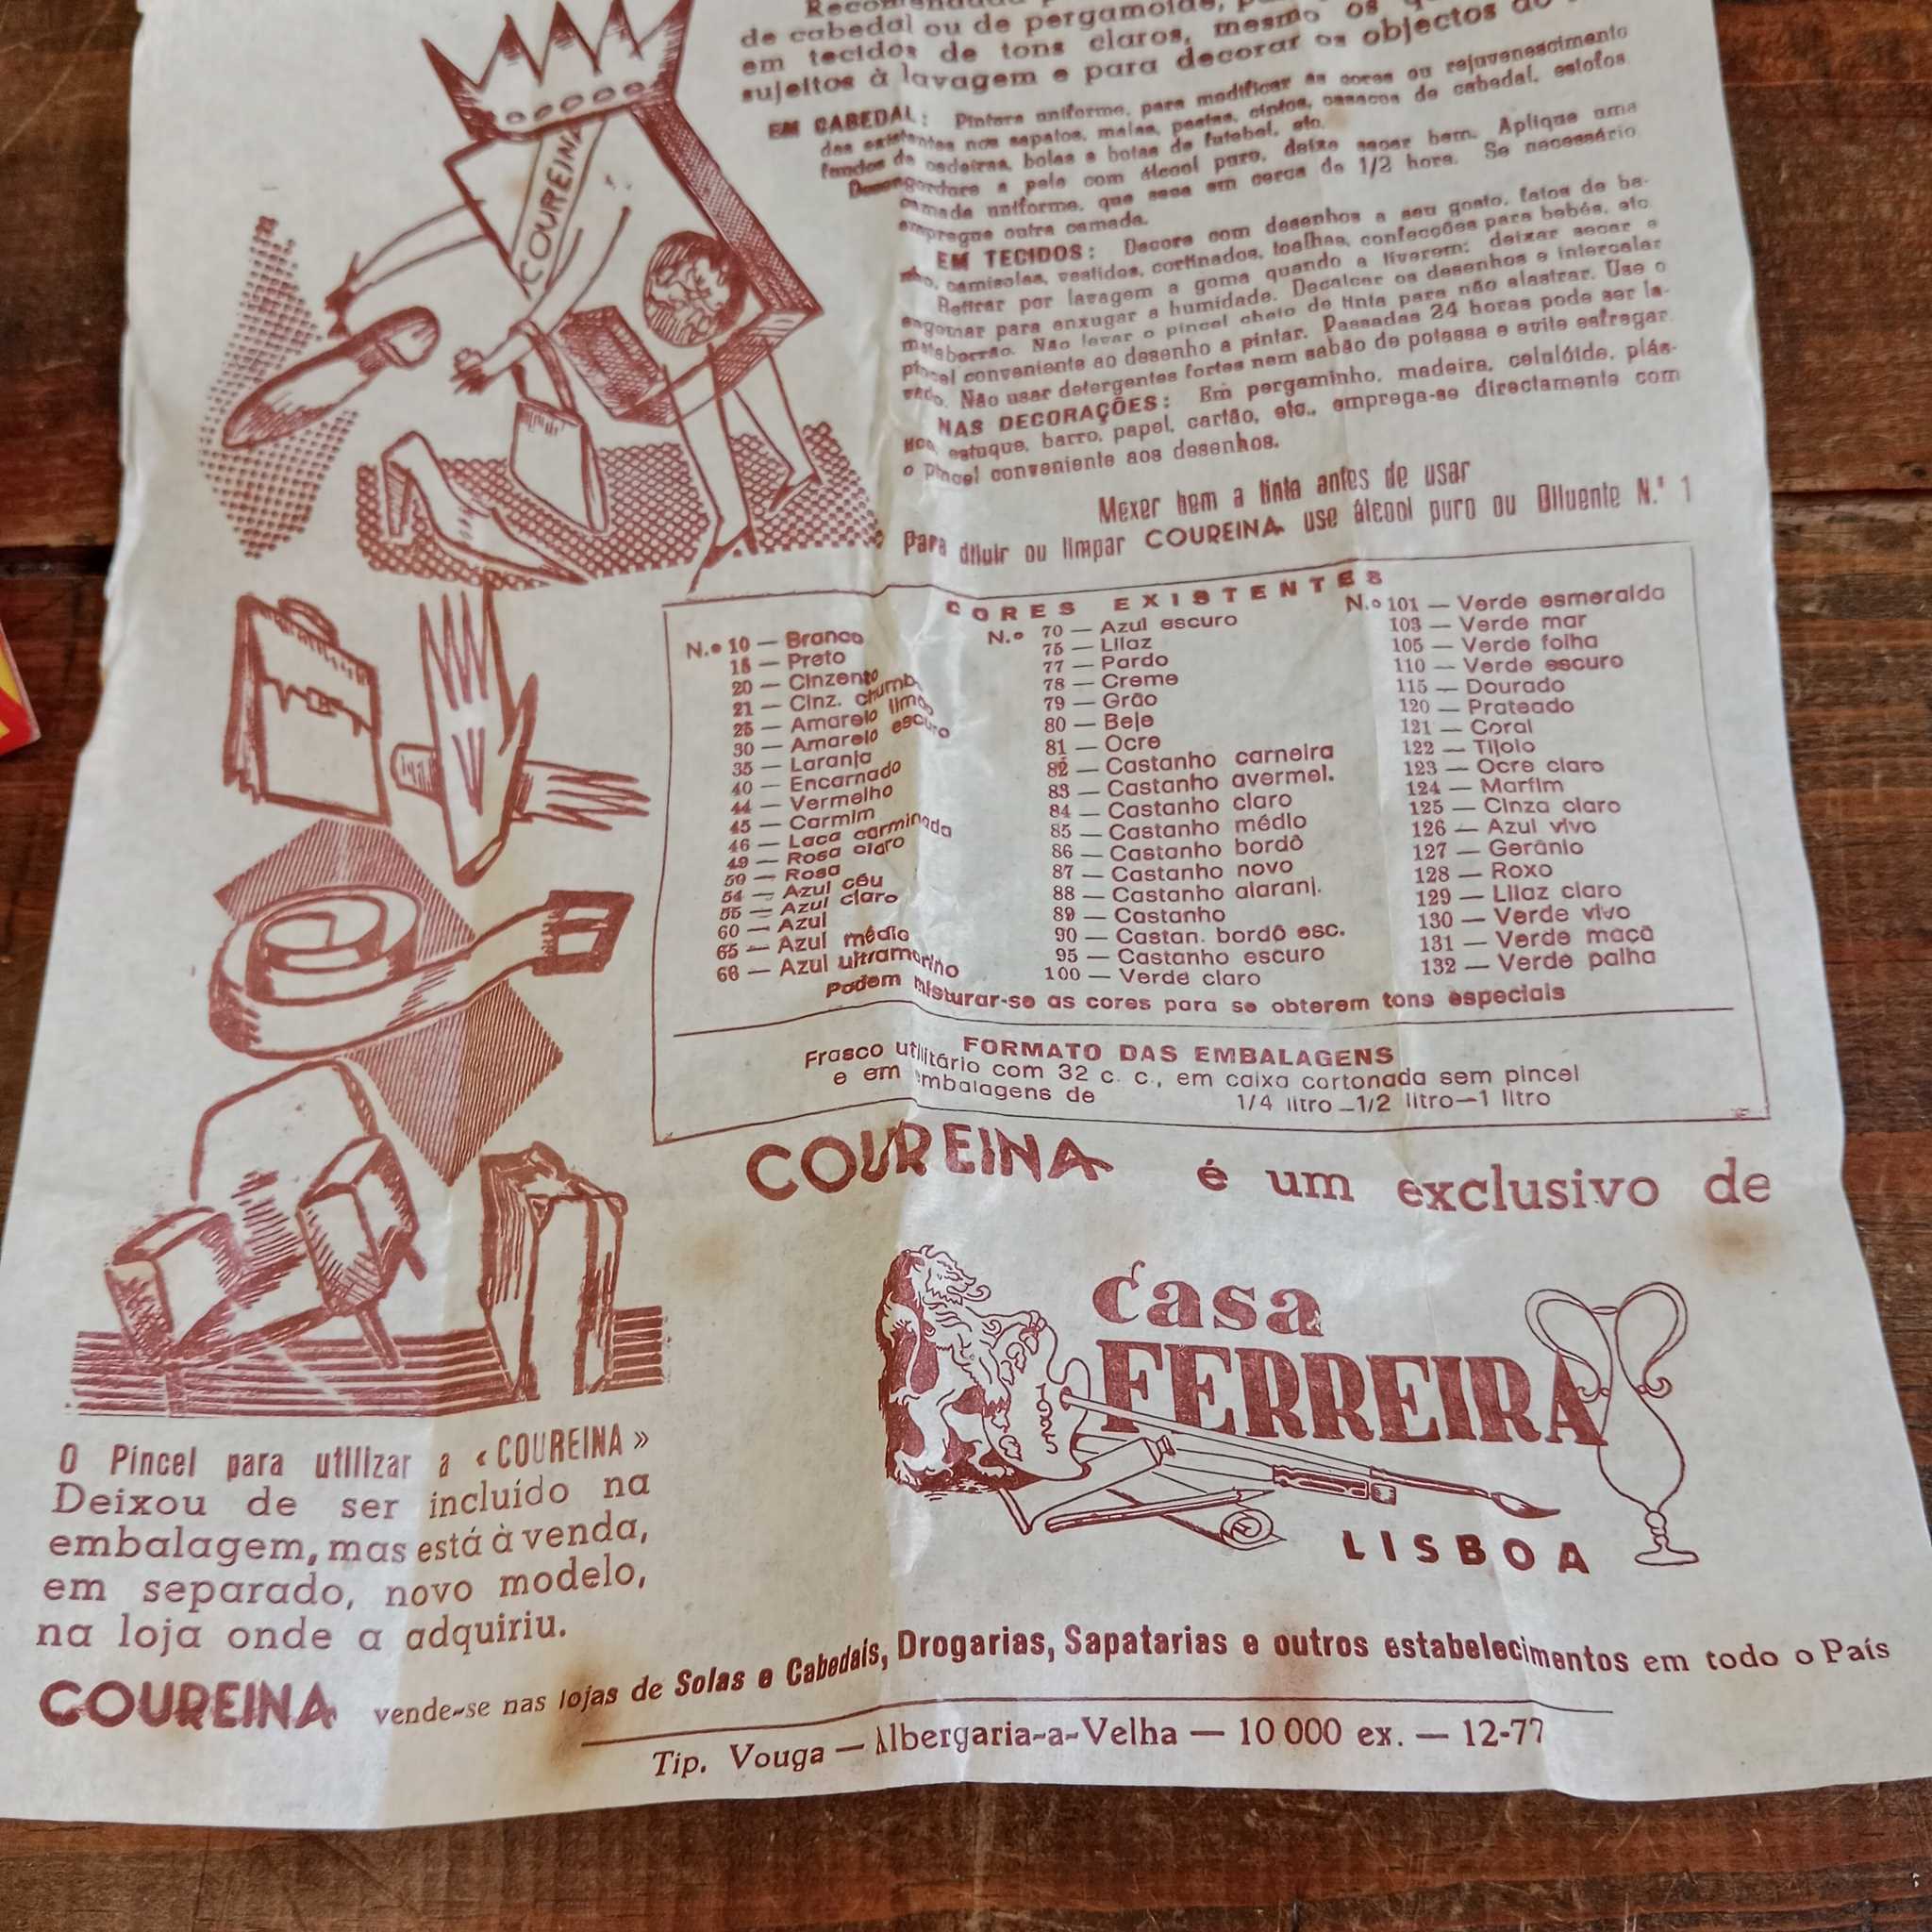 de cabedal ou de pergamoide,
em tecidos de tons claros, mesmo os
sujeitos à lavagem e para decorar os objectos
COUREINA
EM CABEDAL: Pintura uniforme, para modificar as cores ou rejuvenescimento
das existentes nos sapatos, malas, pastas, cintos, casacos de cabedal, estofos
fundos de cadeiras, bolas e botas de futebol, etc.
Desengordure a pele com álcool puro, deixe secar bem. Aplique uma
camada uniforme, que seca em cerca de 1/2 hora. Se necessário
empregue outra camada.
EM TECIDOS: Decore com desenhos a seu gosto, fatos de ba-
nho, camisolas, vestidos, cortinados, toalhas, confecções para bebés, etc.
Retirar por lavagem a goma quando a tiverem: deixar secar e
engomar para enxugar a humidade. Decalcar os desenhos e intercalar
mataborrão. Não levar o pincel cheio de tinta para não alastrar. Use o
pincel conveniente ao desenho a pintar. Passadas 24 horas pode ser la-
vado. Não usar detergentes fortes nem sabão de potassa e evite esfregar.
NAS DECORAÇÕES: Em pergaminho, madeira, celulóide, plás-
tico, estuque, barro, papel, cartão, etc., emprega-se directamente com
o pincel conveniente aos desenhos.
Mexer bem a tinta antes de usar
Para diluir ou limpar COUREINA use álcool puro ou Diluente N.º 1
CORES EXISTENTES
N.º 10 — Branco
15 — Preto
20 — Cinzento
21 — Cinz. chumb
25 — Amarelo limão
30 — Amarelo escuro
35 — Laranja
40 — Encarnado
44 — Vermelho
45 — Carmim
46 — Laca carminada
49 — Rosa claro
50 — Rosa
54 — Azul céu
55 — Azul claro
60 — Azul
65 — Azul médio
66 — Azul ultramarino
N.º 70 — Azul escuro
75 — Lilaz
77 — Pardo
78 — Creme
79 — Grão
80 — Beje
81 — Ocre
82 — Castanho carneira
83 — Castanho avermel.
84 — Castanho claro
85 — Castanho médio
86 — Castanho bordô
87 — Castanho novo
88 — Castanho alaranj.
89 — Castanho
90 — Castan. bordô esc.
95 — Castanho escuro
100 — Verde claro
N.º 101 — Verde esmeralda
103 — Verde mar
105 — Verde folha
110 — Verde escuro
115 — Dourado
120 — Prateado
121 — Coral
122 — Tijolo
123 — Ocre claro
124 — Marfim
125 — Cinza claro
126 — Azul vivo
127 — Gerânio
128 — Roxo
129 — Lilaz claro
130 — Verde vivo
131 — Verde maçã
132 — Verde palha
Podem misturar-se as cores para se obterem tons especiais
FORMATO DAS EMBALAGENS
Frasco utilitário com 32 c. c., em caixa cartonada sem pincel
e em embalagens de 1/4 litro—1/2 litro—1 litro
COUREINA é um exclusivo de
casa
FERREIRA
1925
LISBOA
O Pincel para utilizar a «COUREINA»
Deixou de ser incluído na
embalagem, mas está à venda,
em separado, novo modelo,
na loja onde a adquiriu.
COUREINA vende-se nas lojas de Solas e Cabedais, Drogarias, Sapatarias e outros estabelecimentos em todo o País
Tip. Vouga — Albergaria-a-Velha — 10 000 ex. — 12-77